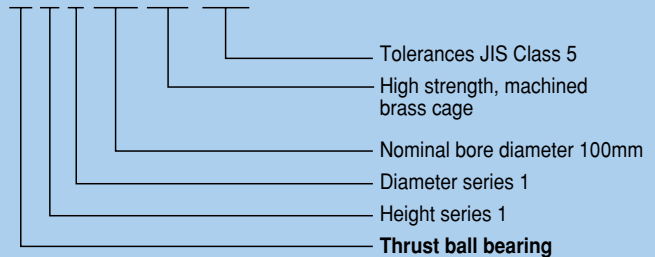 Tolerances JIS Class 5
High strength, machined
brass cage
Nominal bore diameter 100mm
Diameter series 1
Height series 1
Thrust ball bearing